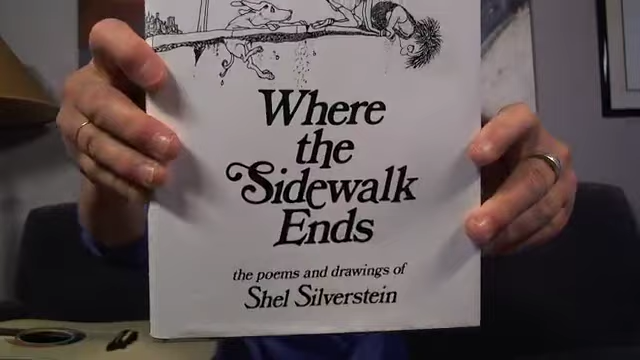 Where
the
Sidewalk
Ends
the poems and drawings of
Shel Silverstein